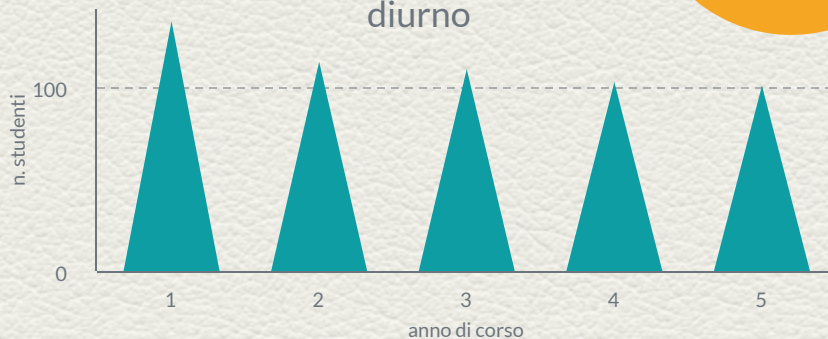 diurno
n. studenti
100
0
1 2 3 4 5
anno di corso